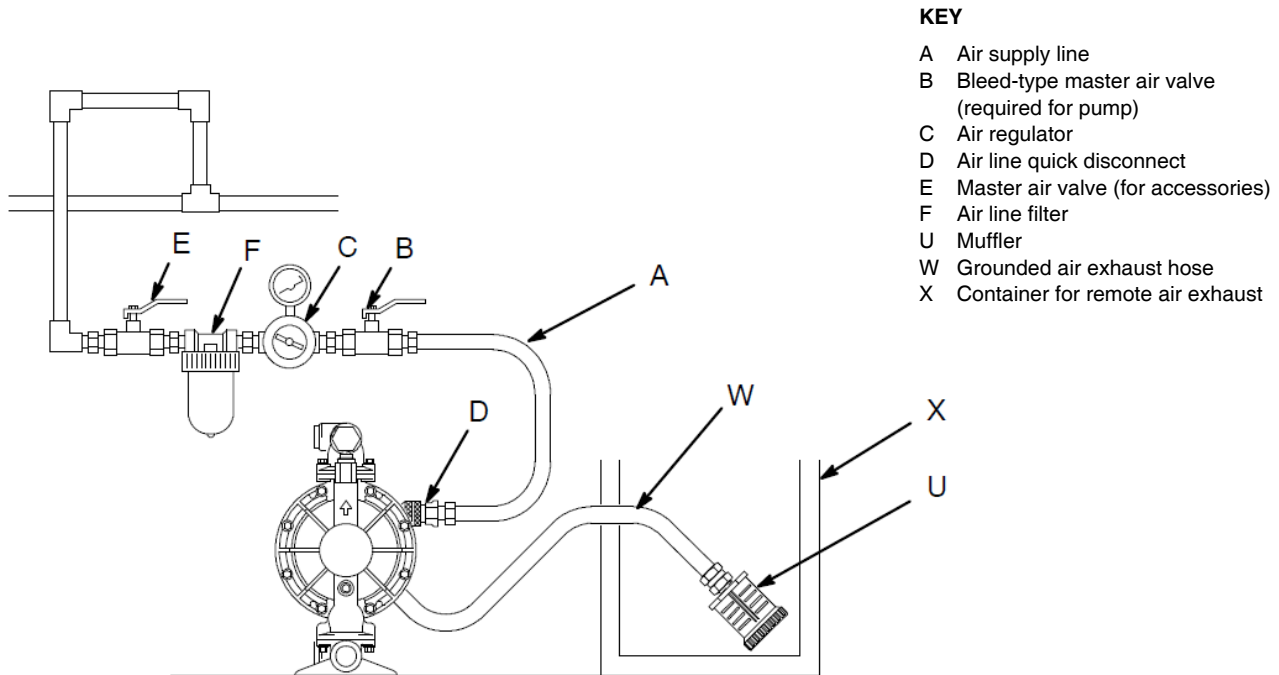 KEY
A Air supply line
B Bleed-type master air valve
(required for pump)
C Air regulator
D Air line quick disconnect
E Master air valve (for accessories)
F Air line filter
U Muffler
W Grounded air exhaust hose
X Container for remote air exhaust
E
F
C
B
A
D
W
X
U